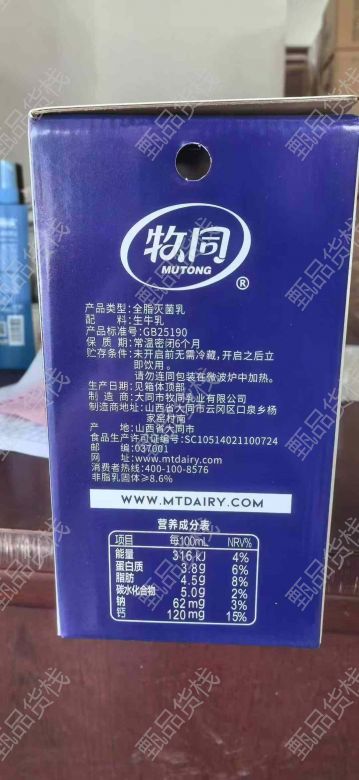 牧同
MUTONG
®
产品类型：全脂灭菌乳
配 料：生牛乳
产品标准号：GB25190
保 质 期：常温密闭6个月
贮存条件：未开启前无需冷藏，开启之后立
即饮用。
请勿连同包装在微波炉中加热。
生产日期：见箱体顶部
制 造 商：大同市牧同乳业有限公司
制造商地址：山西省大同市云冈区口泉乡杨
家窑村南
产 地：山西省大同市
食品生产许可证编号：SC10514021100724
邮 编：037001
网 址：www.mtdairy.com
消费者热线：400-100-8576
非脂乳固体≥8.6%
WWW.MTDAIRY.COM
营养成分表
项目 每100mL NRV%
能量 316kJ 4%
蛋白质 3.8g 6%
脂肪 4.5g 8%
碳水化合物 5.0g 2%
钠 62mg 3%
钙 120mg 15%
甄品货栈